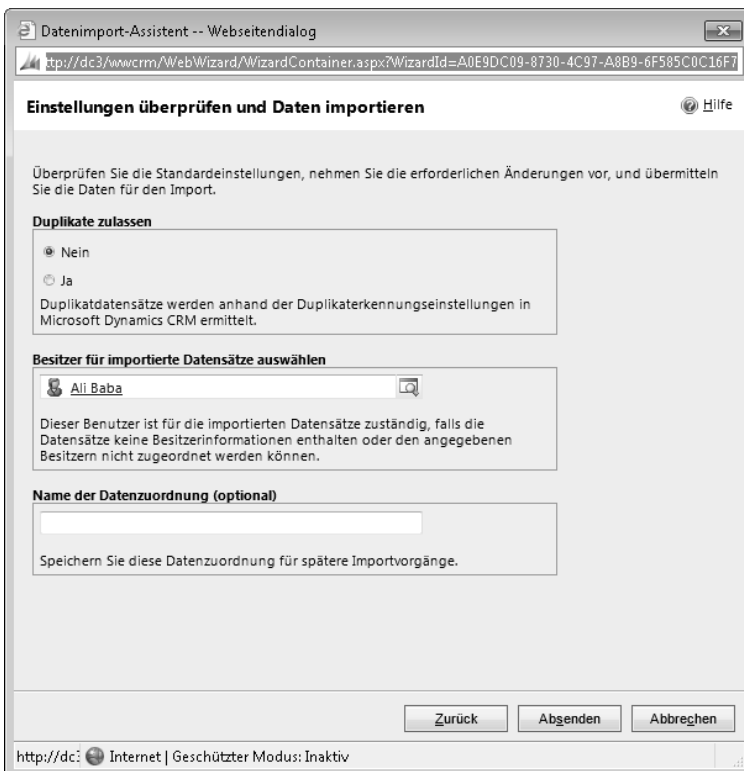 Datenimport-Assistent -- Webseitendialog
ttp://dc3/wwcrm/WebWizard/WizardContainer.aspx?WizardId=A0E9DC09-8730-4C97-A8B9-6F585C0C16F7
Einstellungen überprüfen und Daten importieren
Hilfe
Überprüfen Sie die Standardeinstellungen, nehmen Sie die erforderlichen Änderungen vor, und übermitteln
Sie die Daten für den Import.
Duplikate zulassen
Nein
Ja
Duplikatdatensätze werden anhand der Duplikaterkennungseinstellungen in
Microsoft Dynamics CRM ermittelt.
Besitzer für importierte Datensätze auswählen
Ali Baba
Dieser Benutzer ist für die importierten Datensätze zuständig, falls die
Datensätze keine Besitzerinformationen enthalten oder den angegebenen
Besitzern nicht zugeordnet werden können.
Name der Datenzuordnung (optional)
Speichern Sie diese Datenzuordnung für spätere Importvorgänge.
Zurück
Absenden
Abbrechen
http://dc3 Internet | Geschützter Modus: Inaktiv